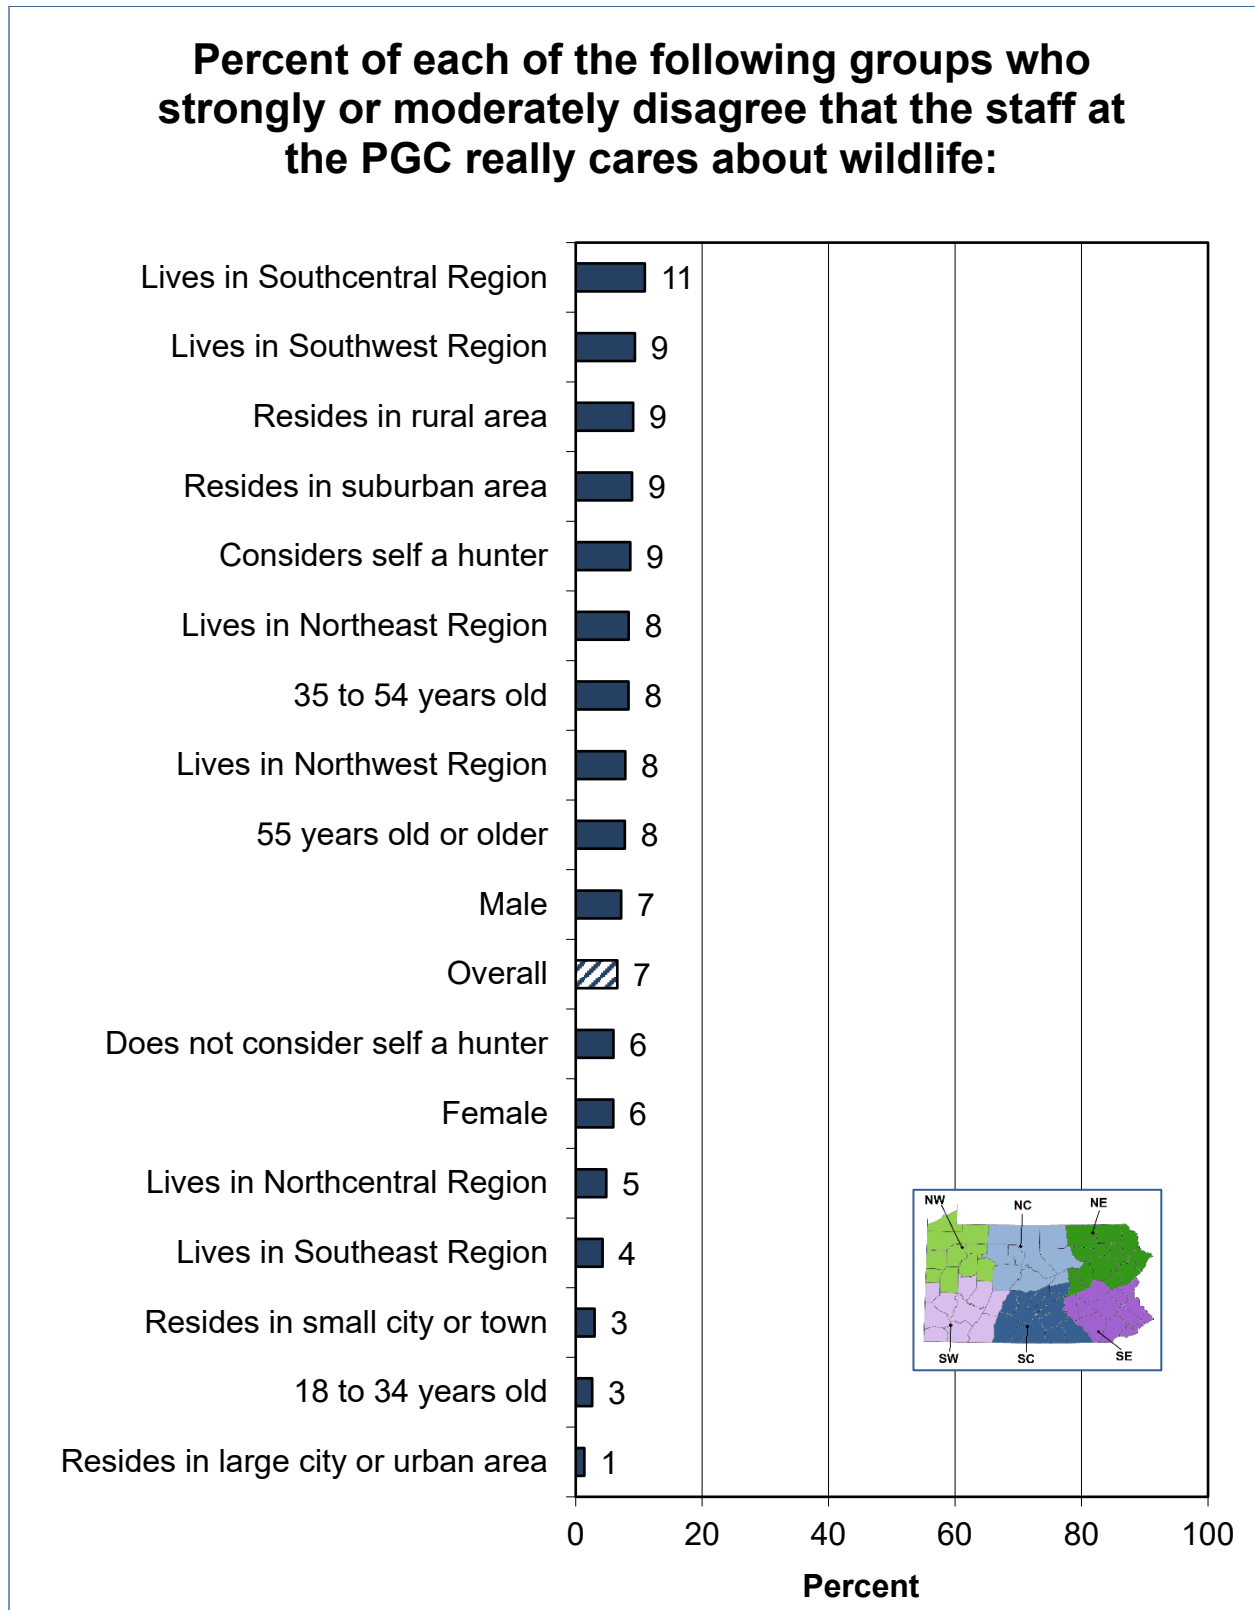 Percent of each of the following groups who
strongly or moderately disagree that the staff at
the PGC really cares about wildlife:
Lives in Southcentral Region 11
Lives in Southwest Region 9
Resides in rural area 9
Resides in suburban area 9
Considers self a hunter 9
Lives in Northeast Region 8
35 to 54 years old 8
Lives in Northwest Region 8
55 years old or older 8
Male 7
Overall 7
Does not consider self a hunter 6
Female 6
Lives in Northcentral Region 5
Lives in Southeast Region 4
Resides in small city or town 3
18 to 34 years old 3
Resides in large city or urban area 1
NW NC NE
SW SC SE
0 20 40 60 80 100
Percent